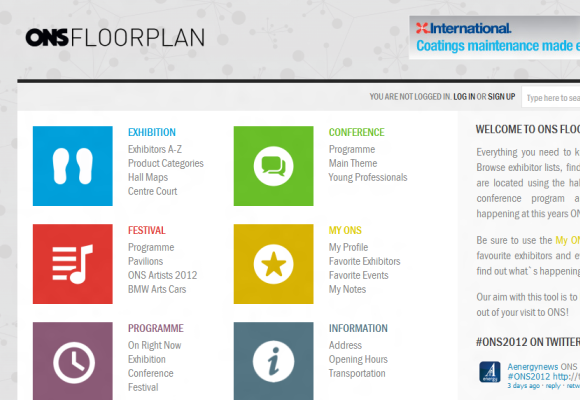 ONSFLOORPLAN
International.
Coatings maintenance made e
YOU ARE NOT LOGGED IN. LOG IN OR SIGN UP
Type here to sea
EXHIBITION
Exhibitors A-Z
Product Categories
Hall Maps
Centre Court
CONFERENCE
Programme
Main Theme
Young Professionals
FESTIVAL
Programme
Pavilions
ONS Artists 2012
BMW Arts Cars
MY ONS
My Profile
Favorite Exhibitors
Favorite Events
My Notes
PROGRAMME
On Right Now
Exhibition
Conference
Festival
INFORMATION
Address
Opening Hours
Transportation
WELCOME TO ONS FLOO
Everything you need to k
Browse exhibitor lists, find
are located using the hal
conference program a
happening at this years ON
Be sure to use the My ON
favourite exhibitors and e
find out what`s happening
Our aim with this tool is to
out of your visit to ONS!
#ONS2012 ON TWITTER
Aenergynews ONS
#ONS2012 http://t
3 days ago · reply · retw